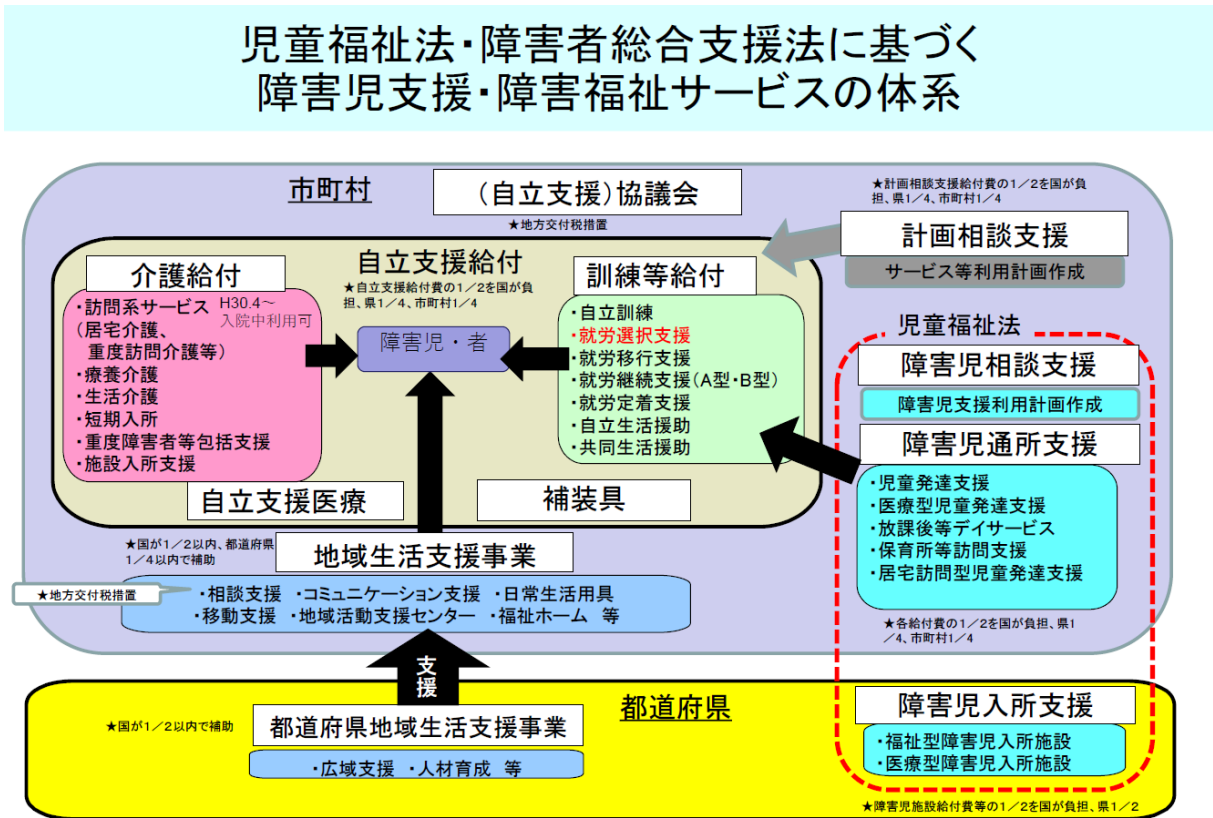 児童福祉法・障害者総合支援法に基づく
障害児支援・障害福祉サービスの体系
市町村
（自立支援）協議会
★地方交付税措置
★計画相談支援給付費の１／２を国が負
担、県１／４、市町村１／４
計画相談支援
サービス等利用計画作成
介護給付
・訪問系サービス
（居宅介護、
重度訪問介護等）
・療養介護
・生活介護
・短期入所
・重度障害者等包括支援
・施設入所支援
H30.4～
入院中利用可
自立支援給付
★自立支援給付費の１／２を国が負
担、県１／４、市町村１／４
障害児・者
訓練等給付
・自立訓練
・就労選択支援
・就労移行支援
・就労継続支援（A型・B型）
・就労定着支援
・自立生活援助
・共同生活援助
自立支援医療
補装具
児童福祉法
障害児相談支援
障害児支援利用計画作成
障害児通所支援
・児童発達支援
・医療型児童発達支援
・放課後等デイサービス
・保育所等訪問支援
・居宅訪問型児童発達支援
★各給付費の１／２を国が負担、県１
／４、市町村１／４
★国が１／２以内、都道府県
１／４以内で補助
地域生活支援事業
★地方交付税措置
・相談支援　・コミュニケーション支援　・日常生活用具
・移動支援　・地域活動支援センター　・福祉ホーム　等
支援
都道府県
★国が１／２以内で補助
都道府県地域生活支援事業
・広域支援　・人材育成　等
障害児入所支援
・福祉型障害児入所施設
・医療型障害児入所施設
★障害児施設給付費等の１／２を国が負担、県１／２